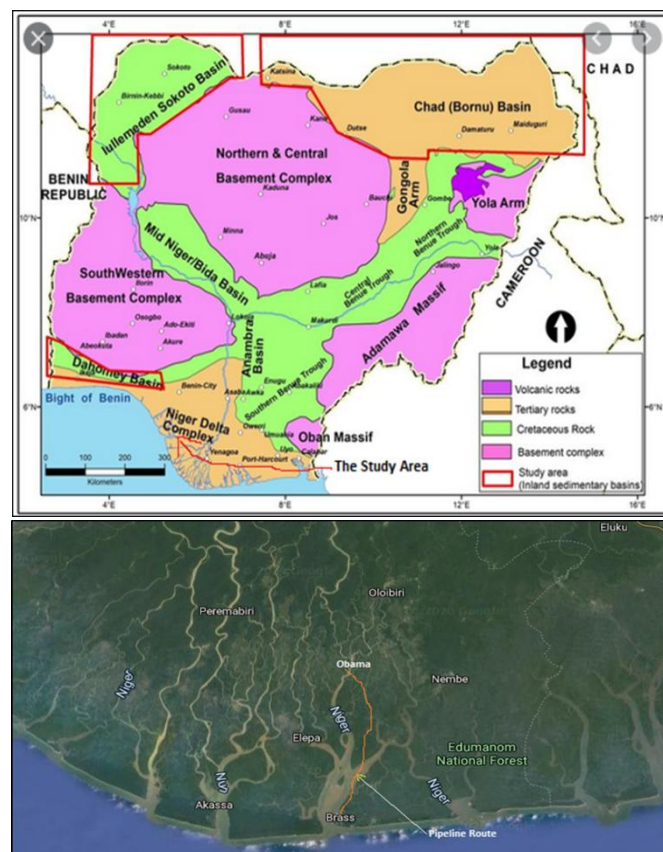 4°E
8°E
12°E
14°E
CHAD
Sokoto
Katsina
Birnin-Kebbi
Iullemeden Sokoto Basin
Gusau
Kano
Dutse
Chad (Bornu) Basin
Damaturu
Maiduguri
Northern & Central
Basement Complex
BENIN
REPUBLIC
Kaduna
Bauchi
Gongola
Arm
Gombe
Yola Arm
10°N
10°N
Jos
Minna
Mid Niger/Bida Basin
Abuja
Northern
Benue Trough
Yola
Central
Benue Trough
Jalingo
CAMEROON
SouthWestern
Basement Complex
Ilorin
Lafia
Osogbo
Ado-Ekiti
Lokoja
Makurdi
Adamawa Massif
Ibadan
Abeokuta
Akure
Anambra
Basin
Dahomey Basin
Ikeja
Benin-City
Enugu
Asaba
Awka
Abakaliki
Southern Benue Trough
6°N
6°N
Bight of Benin
Niger Delta
Complex
Owerri
Umuahia
Oban Massif
Yenagoa
Port-Harcourt
Uyo
Calabar
The Study Area
0 50 100 200 300
Kilometers
Legend
Volcanic rocks
Tertiary rocks
Cretaceous Rock
Basement complex
Study area
(Inland sedimentary basins)
4°E
8°E
12°E
Eluku
Oloibiri
Peremabiri
Obama
Nembe
Niger
Niger
Elepa
Edumanom
National Forest
Nun
Niger
Akassa
Brass
Pipeline Route